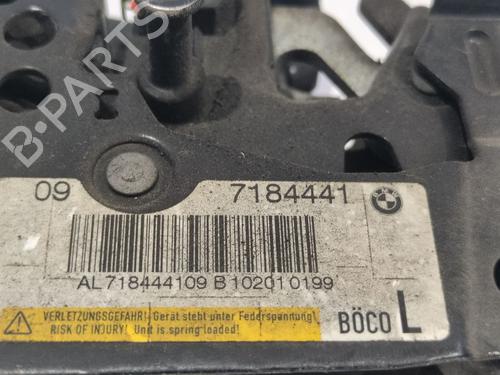 B-PARTS
09 7184441
AL 718444109 B 10201 0199
VERLETZUNGSGEFAHR! Gerät steht unter Federspannung
RISK OF INJURY! Unit is spring loaded!
BÖCO L